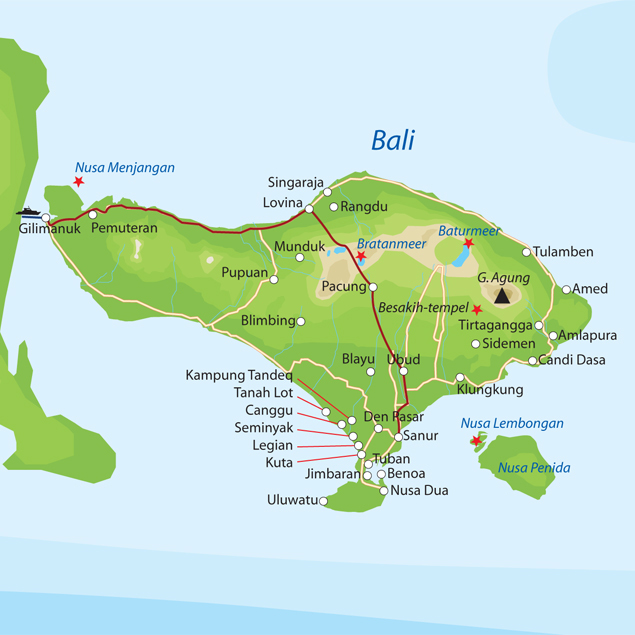 Bali
Nusa Menjangan
Singaraja
Lovina
Rangdu
Gilimanuk
Pemuteran
Munduk
Bratanmeer
Baturmeer
Tulamben
Pupuan
Pacung
G. Agung
Amed
Besakih-tempel
Blimbing
Tirtagangga
Amlapura
Sidemen
Blayu
Ubud
Candi Dasa
Kampung Tandeq
Klungkung
Tanah Lot
Canggu
Den Pasar
Nusa Lembongan
Seminyak
Sanur
Legian
Kuta
Tuban
Nusa Penida
Jimbaran
Benoa
Nusa Dua
Uluwatu